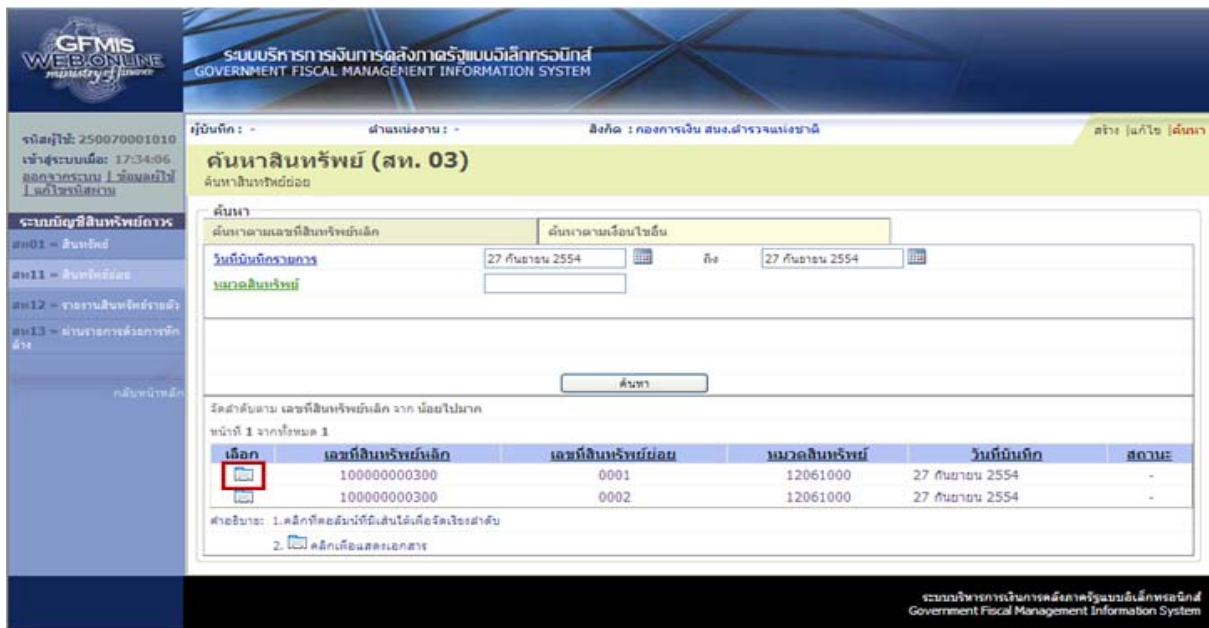 GFMIS
WEB ONLINE
ministry of finance
ระบบบริหารการเงินการคลังภาครัฐแบบอิเล็กทรอนิกส์
GOVERNMENT FISCAL MANAGEMENT INFORMATION SYSTEM
รหัสผู้ใช้: 250070001010
เข้าสู่ระบบเมื่อ: 17:34:06
ออกจากระบบ | ข้อมูลผู้ใช้
| แก้ไขรหัสผ่าน
ระบบบัญชีสินทรัพย์ถาวร
สท01 = สินทรัพย์
สท11 = สินทรัพย์ย่อย
สท12 = รายงานสินทรัพย์รายตัว
สท13 = ผ่านรายการด้วยการหักล้าง
กลับหน้าหลัก
ผู้บันทึก : - ตำแหน่งงาน : - สังกัด : กองการเงิน สนง.ตำรวจแห่งชาติ สร้าง |แก้ไข |ค้นหา
ค้นหาสินทรัพย์ (สท. 03)
ค้นหาสินทรัพย์ย่อย
ค้นหา
ค้นหาตามเลขที่สินทรัพย์หลัก ค้นหาตามเงื่อนไขอื่น
วันที่บันทึกรายการ 27 กันยายน 2554 ถึง 27 กันยายน 2554
หมวดสินทรัพย์
ค้นหา
จัดลำดับตาม เลขที่สินทรัพย์หลัก จาก น้อยไปมาก
หน้าที่ 1 จากทั้งหมด 1
เลือก เลขที่สินทรัพย์หลัก เลขที่สินทรัพย์ย่อย หมวดสินทรัพย์ วันที่บันทึก สถานะ
100000000300 0001 12061000 27 กันยายน 2554 -
100000000300 0002 12061000 27 กันยายน 2554 -
คำอธิบาย: 1.คลิกที่คอลัมน์ที่มีเส้นใต้เพื่อจัดเรียงลำดับ
2. คลิกเพื่อแสดงเอกสาร
ระบบบริหารการเงินการคลังภาครัฐแบบอิเล็กทรอนิกส์
Government Fiscal Management Information System